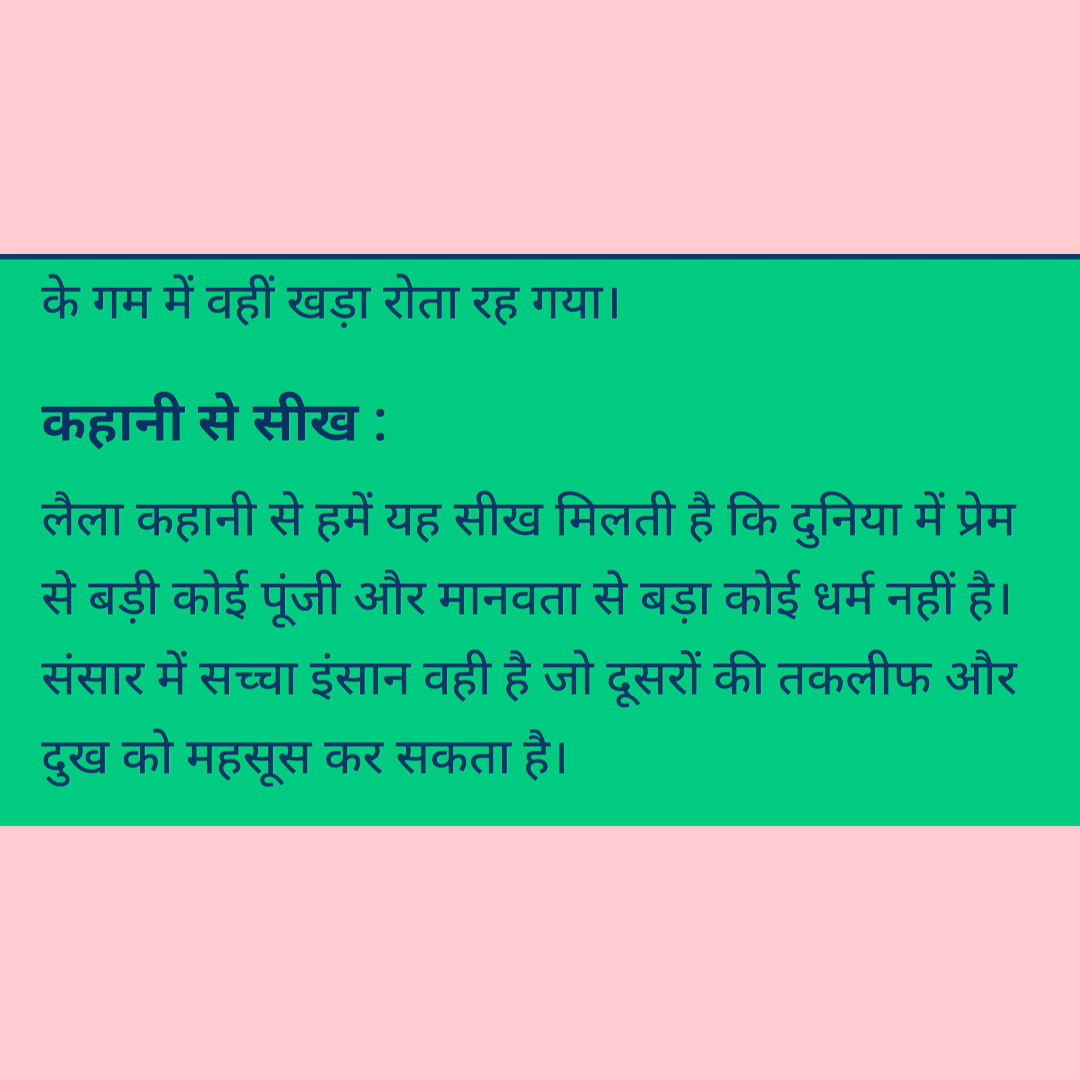 के गम में वहीं खड़ा रोता रह गया।
कहानी से सीख :
लैला कहानी से हमें यह सीख मिलती है कि दुनिया में प्रेम
से बड़ी कोई पूंजी और मानवता से बड़ा कोई धर्म नहीं है।
संसार में सच्चा इंसान वही है जो दूसरों की तकलीफ और
दुख को महसूस कर सकता है।